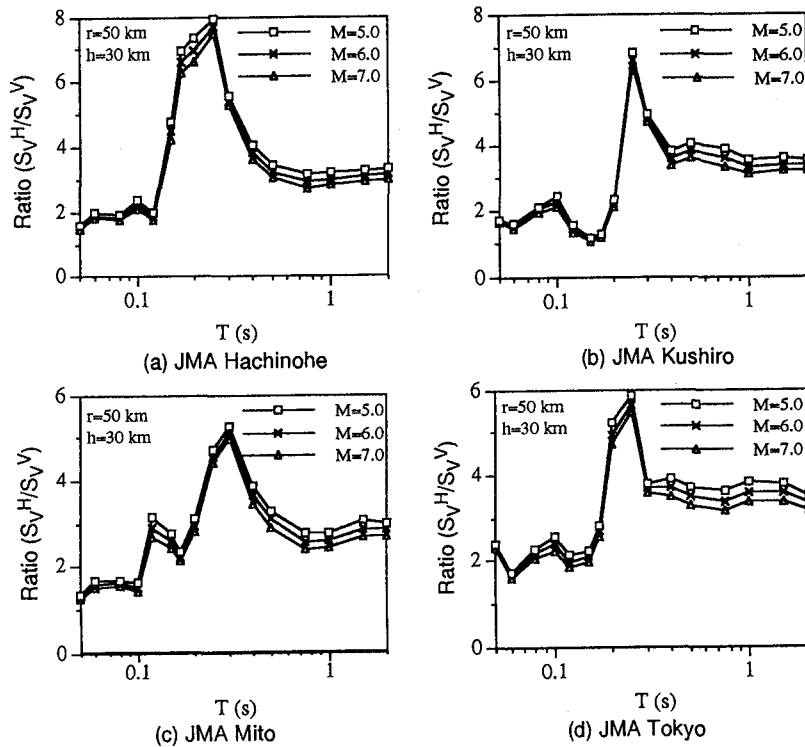 Ratio (SvH/SvV)
8
6
4
2
0
r=50 km
h=30 km
M=5.0
M=6.0
M=7.0
0.1
1
T (s)
(a) JMA Hachinohe
Ratio (SvH/SvV)
8
6
4
2
0
r=50 km
h=30 km
M=5.0
M=6.0
M=7.0
0.1
1
T (s)
(b) JMA Kushiro
Ratio (SvH/SvV)
6
4
2
0
r=50 km
h=30 km
M=5.0
M=6.0
M=7.0
0.1
1
T (s)
(c) JMA Mito
Ratio (SvH/SvV)
6
4
2
0
r=50 km
h=30 km
M=5.0
M=6.0
M=7.0
0.1
1
T (s)
(d) JMA Tokyo